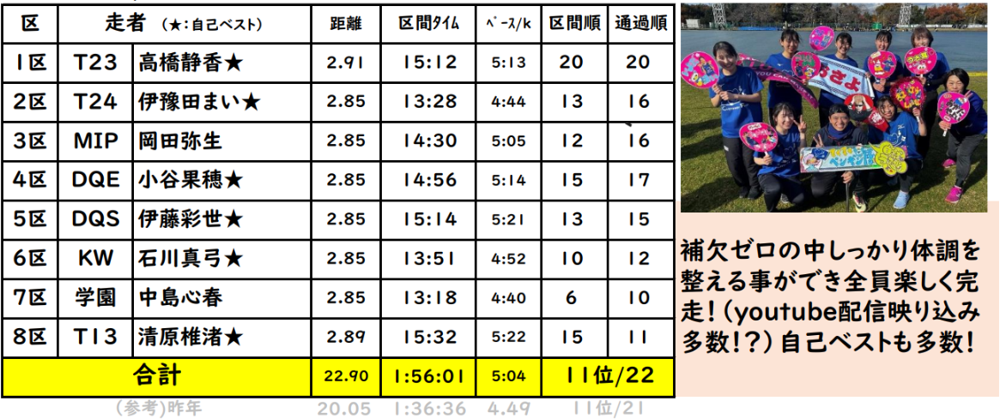 区 走者 (★:自己ベスト) 距離 区間タイム ペース/k 区間順 通過順
1区 T23 高橋静香★ 2.91 15:12 5:13 20 20
2区 T24 伊豫田まい★ 2.85 13:28 4:44 13 16
3区 MIP 岡田弥生 2.85 14:30 5:05 12 16
4区 DQE 小谷果穂★ 2.85 14:56 5:14 15 17
5区 DQS 伊藤彩世★ 2.85 15:14 5:21 13 15
6区 KW 石川真弓★ 2.85 13:51 4:52 10 12
7区 学園 中島心春 2.85 13:18 4:40 6 10
8区 T13 清原椎渚★ 2.89 15:32 5:22 15 11
合計 22.90 1:56:01 5:04 11位/22
(参考)昨年 20.05 1:36:36 4.49 11位/21
おさよ
補欠ゼロの中しっかり体調を
整える事ができ全員楽しく完
走!(youtube配信映り込み
多数!?)自己ベストも多数!